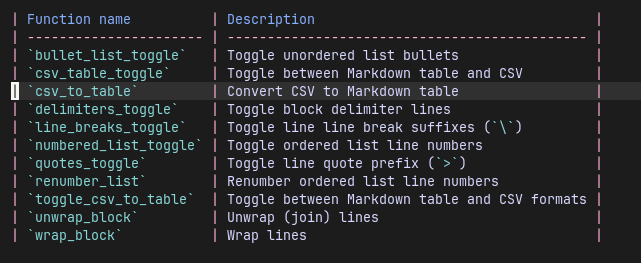 | Function name          | Description                                  |
| ---------------------- | -------------------------------------------- |
| `bullet_list_toggle`   | Toggle unordered list bullets                |
| `csv_table_toggle`     | Toggle between Markdown table and CSV        |
| `csv_to_table`         | Convert CSV to Markdown table                |
| `delimiters_toggle`    | Toggle block delimiter lines                 |
| `line_breaks_toggle`   | Toggle line line break suffixes (`\`)        |
| `numbered_list_toggle` | Toggle ordered list line numbers             |
| `quotes_toggle`        | Toggle line quote prefix (`>`)               |
| `renumber_list`        | Renumber ordered list line numbers           |
| `toggle_csv_to_table`  | Toggle between Markdown table and CSV formats |
| `unwrap_block`         | Unwrap (join) lines                          |
| `wrap_block`           | Wrap lines                                   |